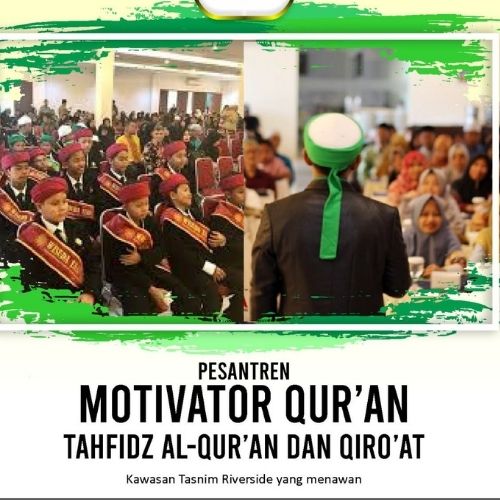 PESANTREN
MOTIVATOR QUR'AN
TAHFIDZ AL-QUR'AN DAN QIRO'AT
Kawasan Tasnim Riverside yang menawan